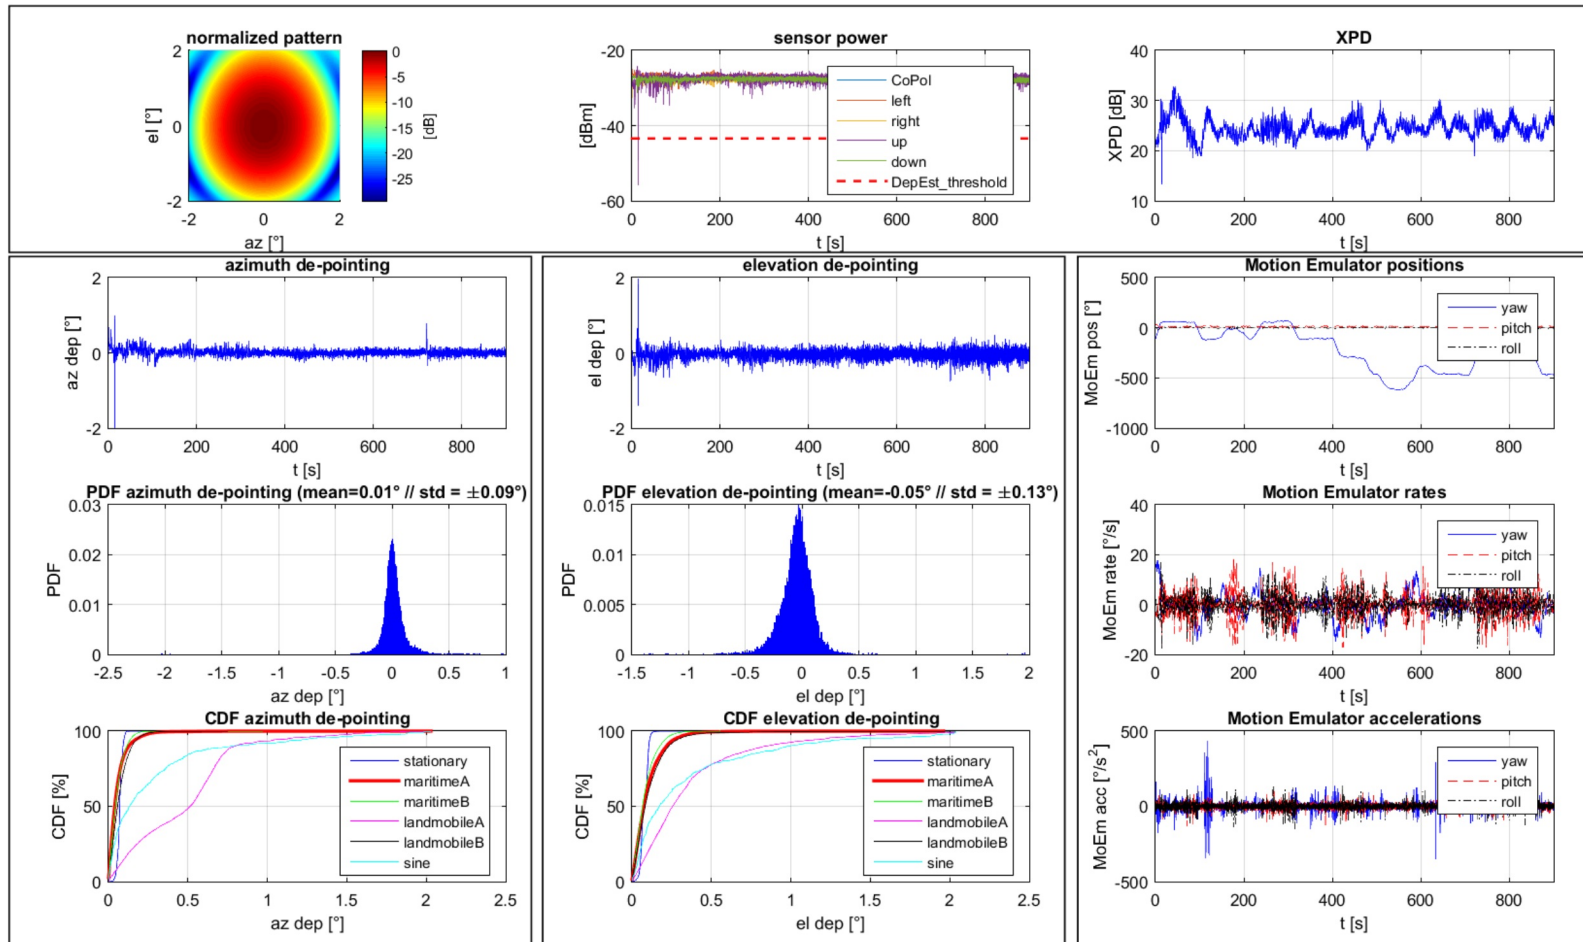 normalized pattern
2
0
-2
el [°]
-2
0
2
az [°]
0
-5
-10
-15
-20
-25
[dB]
sensor power
-20
-40
-60
[dBm]
0
200
400
600
800
t [s]
CoPol
left
right
up
down
DepEst_threshold
XPD
40
30
20
10
XPD [dB]
0
200
400
600
800
t [s]
azimuth de-pointing
2
0
-2
az dep [°]
0
200
400
600
800
t [s]
elevation de-pointing
2
0
-2
el dep [°]
0
200
400
600
800
t [s]
Motion Emulator positions
500
0
-500
-1000
MoEm pos [°]
0
200
400
600
800
t [s]
yaw
pitch
roll
PDF azimuth de-pointing (mean=0.01° // std = ±0.09°)
0.03
0.02
0.01
0
PDF
-2.5
-2
-1.5
-1
-0.5
0
0.5
1
az dep [°]
PDF elevation de-pointing (mean=-0.05° // std = ±0.13°)
0.015
0.01
0.005
0
PDF
-1.5
-1
-0.5
0
0.5
1
1.5
2
el dep [°]
Motion Emulator rates
40
20
0
-20
MoEm rate [°/s]
0
200
400
600
800
t [s]
yaw
pitch
roll
CDF azimuth de-pointing
100
50
0
CDF [%]
0
0.5
1
1.5
2
2.5
az dep [°]
stationary
maritimeA
maritimeB
landmobileA
landmobileB
sine
CDF elevation de-pointing
100
50
0
CDF [%]
0
0.5
1
1.5
2
2.5
el dep [°]
stationary
maritimeA
maritimeB
landmobileA
landmobileB
sine
Motion Emulator accelerations
500
0
-500
MoEm acc [°/s²]
0
200
400
600
800
t [s]
yaw
pitch
roll